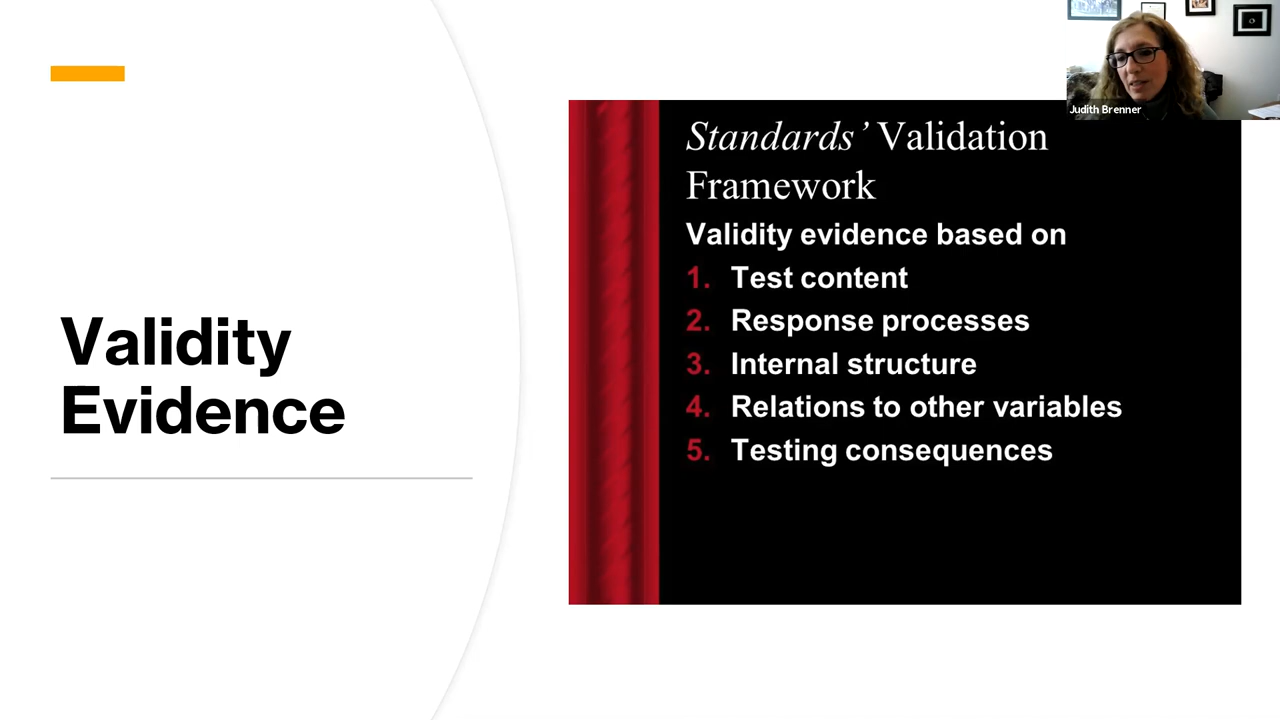 Validity
Evidence
Standards’ Validation
Framework
Validity evidence based on
1. Test content
2. Response processes
3. Internal structure
4. Relations to other variables
5. Testing consequences
Judith Brenner